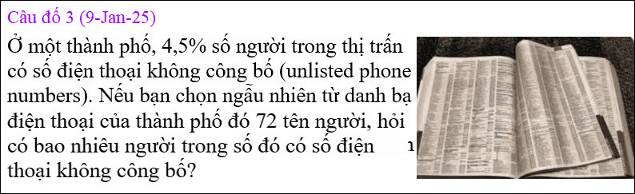 Câu đố 3 (9-Jan-25)
Ở một thành phố, 4,5% số người trong thị trấn
có số điện thoại không công bố (unlisted phone
numbers). Nếu bạn chọn ngẫu nhiên từ danh bạ
điện thoại của thành phố đó 72 tên người, hỏi
có bao nhiêu người trong số đó có số điện
thoại không công bố?